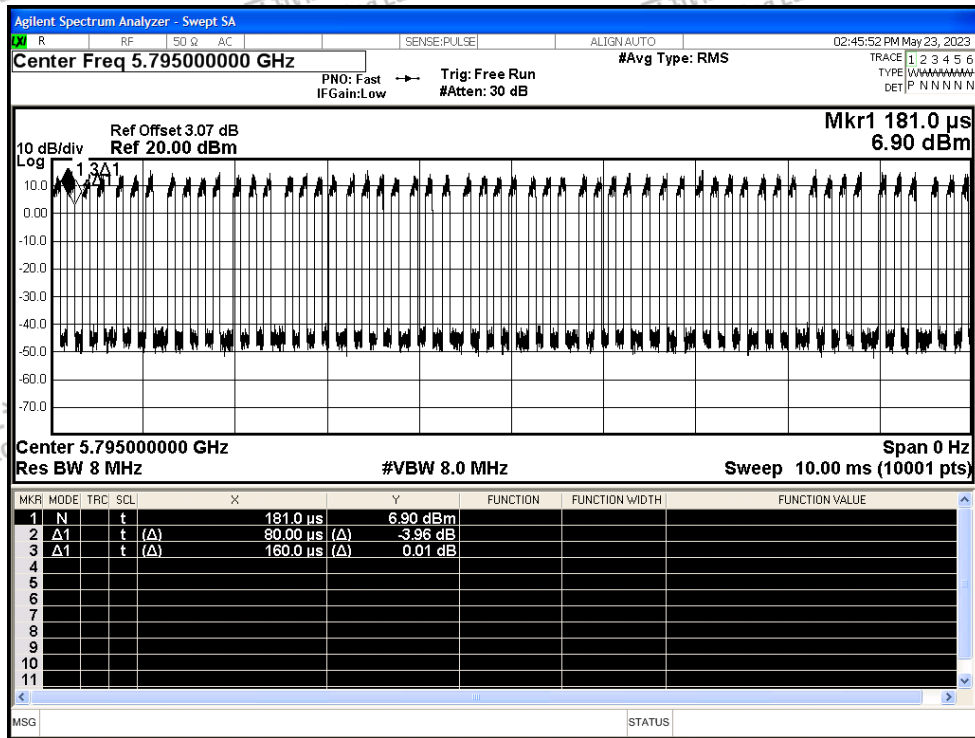 Agilent Spectrum Analyzer - Swept SA
LXI R RF 50 Ω AC SENSE:PULSE ALIGN AUTO 02:45:52 PM May 23, 2023
Center Freq 5.795000000 GHz #Avg Type: RMS TRACE 1 2 3 4 5 6
PNO: Fast Trig: Free Run TYPE W
IFGain:Low #Atten: 30 dB DET P N N N N N
Mkr1 181.0 µs
Ref Offset 3.07 dB
10 dB/div Ref 20.00 dBm 6.90 dBm
Log
1 3Δ1
10.0
0.00
-10.0
-20.0
-30.0
-40.0
-50.0
-60.0
-70.0
Center 5.795000000 GHz Span 0 Hz
Res BW 8 MHz #VBW 8.0 MHz Sweep 10.00 ms (10001 pts)
MKR MODE TRC SCL X Y FUNCTION FUNCTION WIDTH FUNCTION VALUE
1 N t 181.0 µs 6.90 dBm
2 Δ1 t (Δ) 80.00 µs (Δ) -3.96 dB
3 Δ1 t (Δ) 160.0 µs (Δ) 0.01 dB
4
5
6
7
8
9
10
11
MSG STATUS